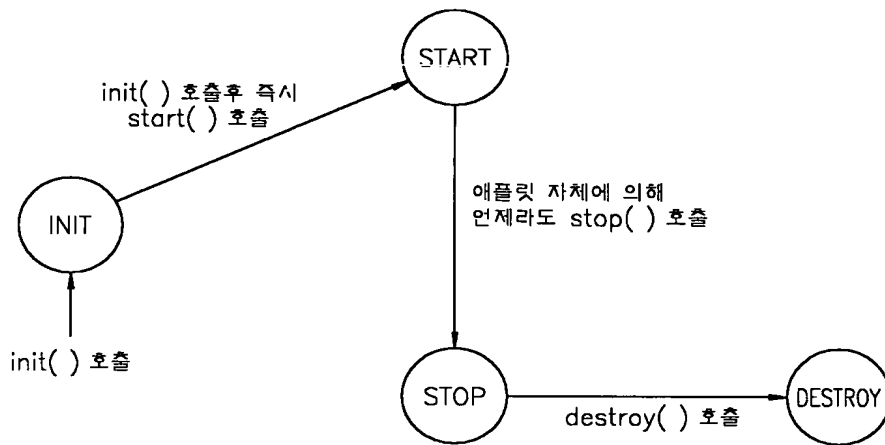 START
init( ) 호출후 즉시
start( ) 호출
애플릿 자체에 의해
언제라도 stop( ) 호출
INIT
init( ) 호출
STOP
destroy( ) 호출
DESTROY